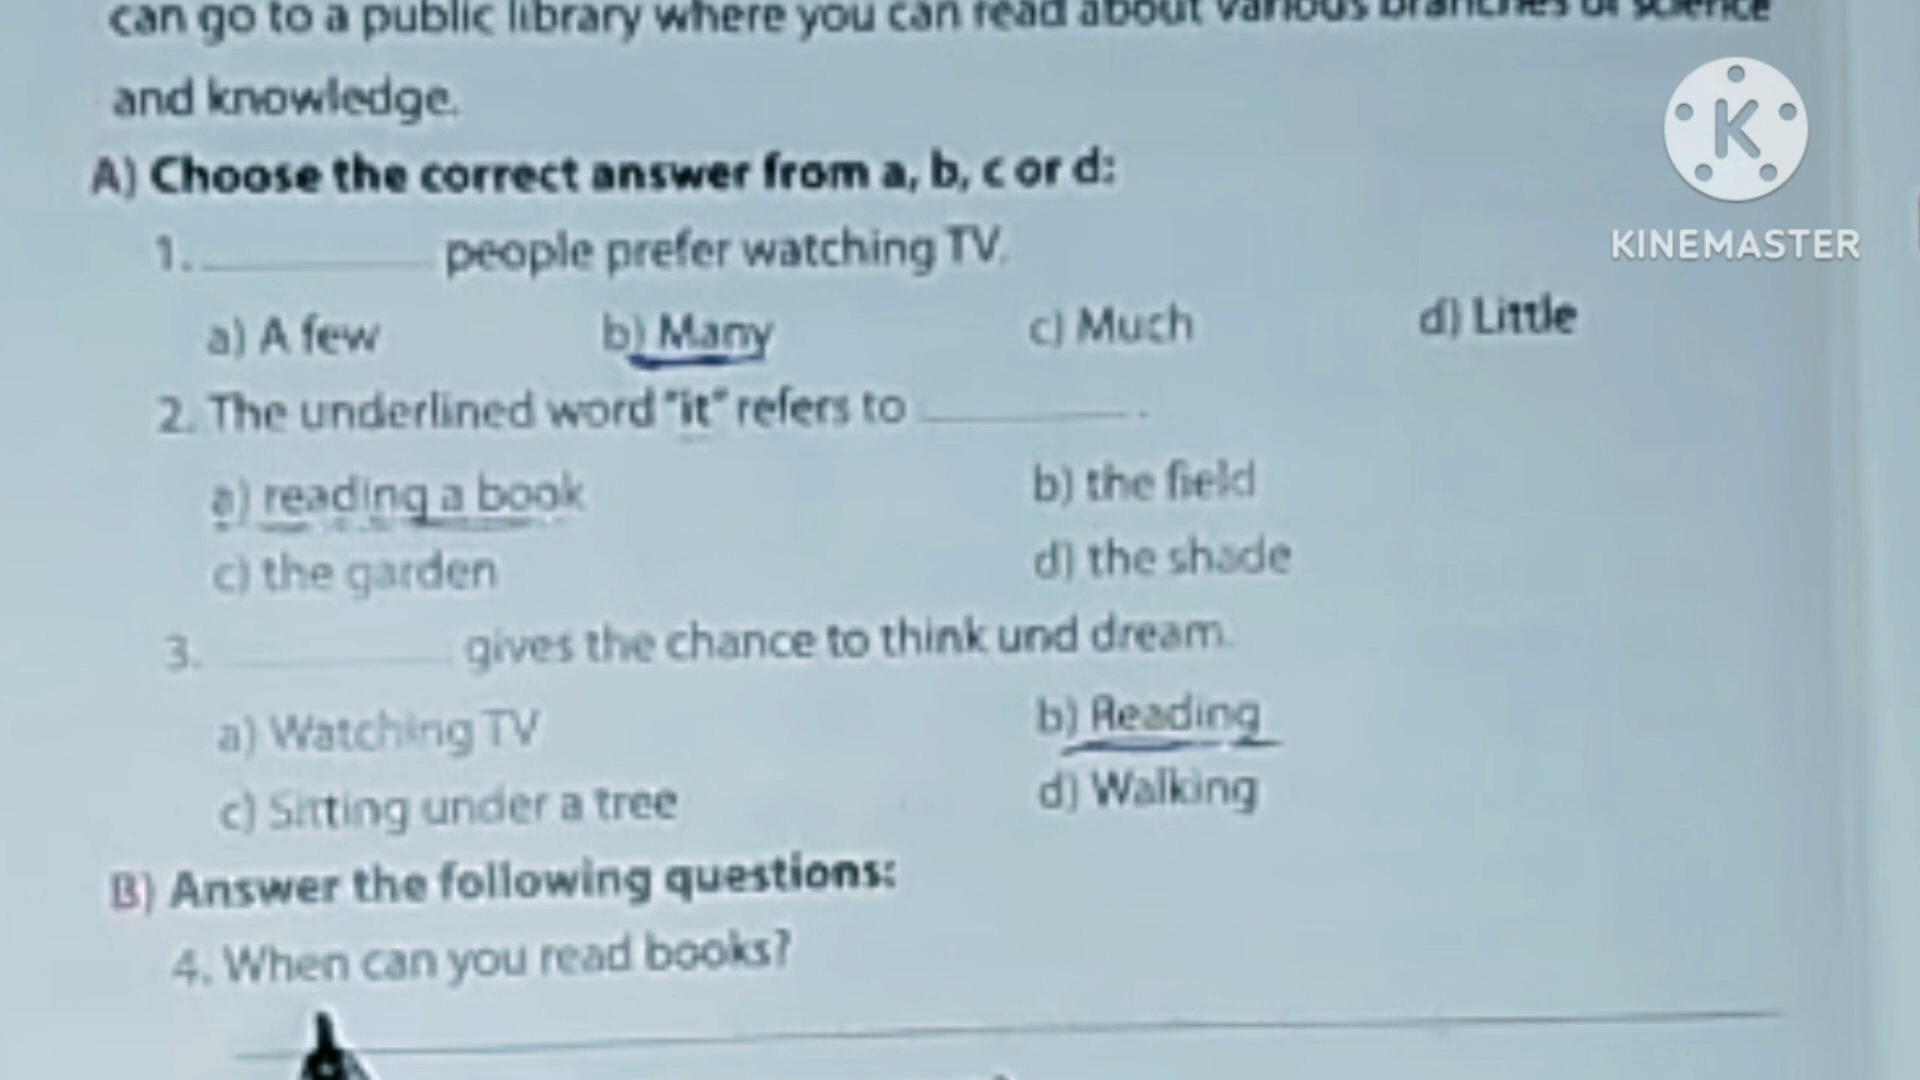 can go to a public library where you can read about various branches of science
and knowledge.
A) Choose the correct answer from a, b, c or d:
1. __________ people prefer watching TV.
a) A few b) Many c) Much d) Little
2. The underlined word "it" refers to __________ .
a) reading a book b) the field
c) the garden d) the shade
3. __________ gives the chance to think und dream.
a) Watching TV b) Reading
c) Sitting under a tree d) Walking
B) Answer the following questions:
4. When can you read books?
K
KINEMASTER